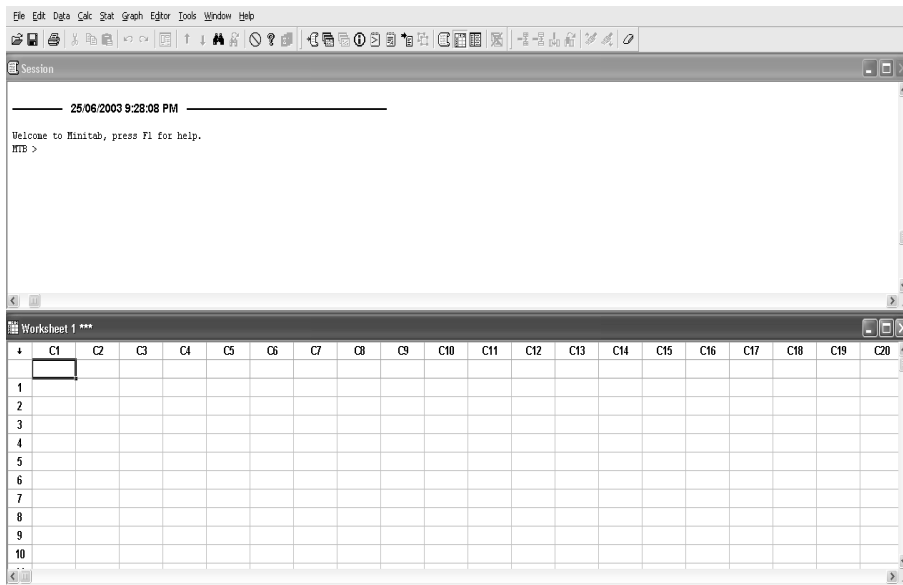 File Edit Data Calc Stat Graph Editor Tools Window Help
Session
25/06/2003 9:28:08 PM
Welcome to Minitab, press F1 for help.
MTB >
Worksheet 1 ***
C1 C2 C3 C4 C5 C6 C7 C8 C9 C10 C11 C12 C13 C14 C15 C16 C17 C18 C19 C20
1
2
3
4
5
6
7
8
9
10